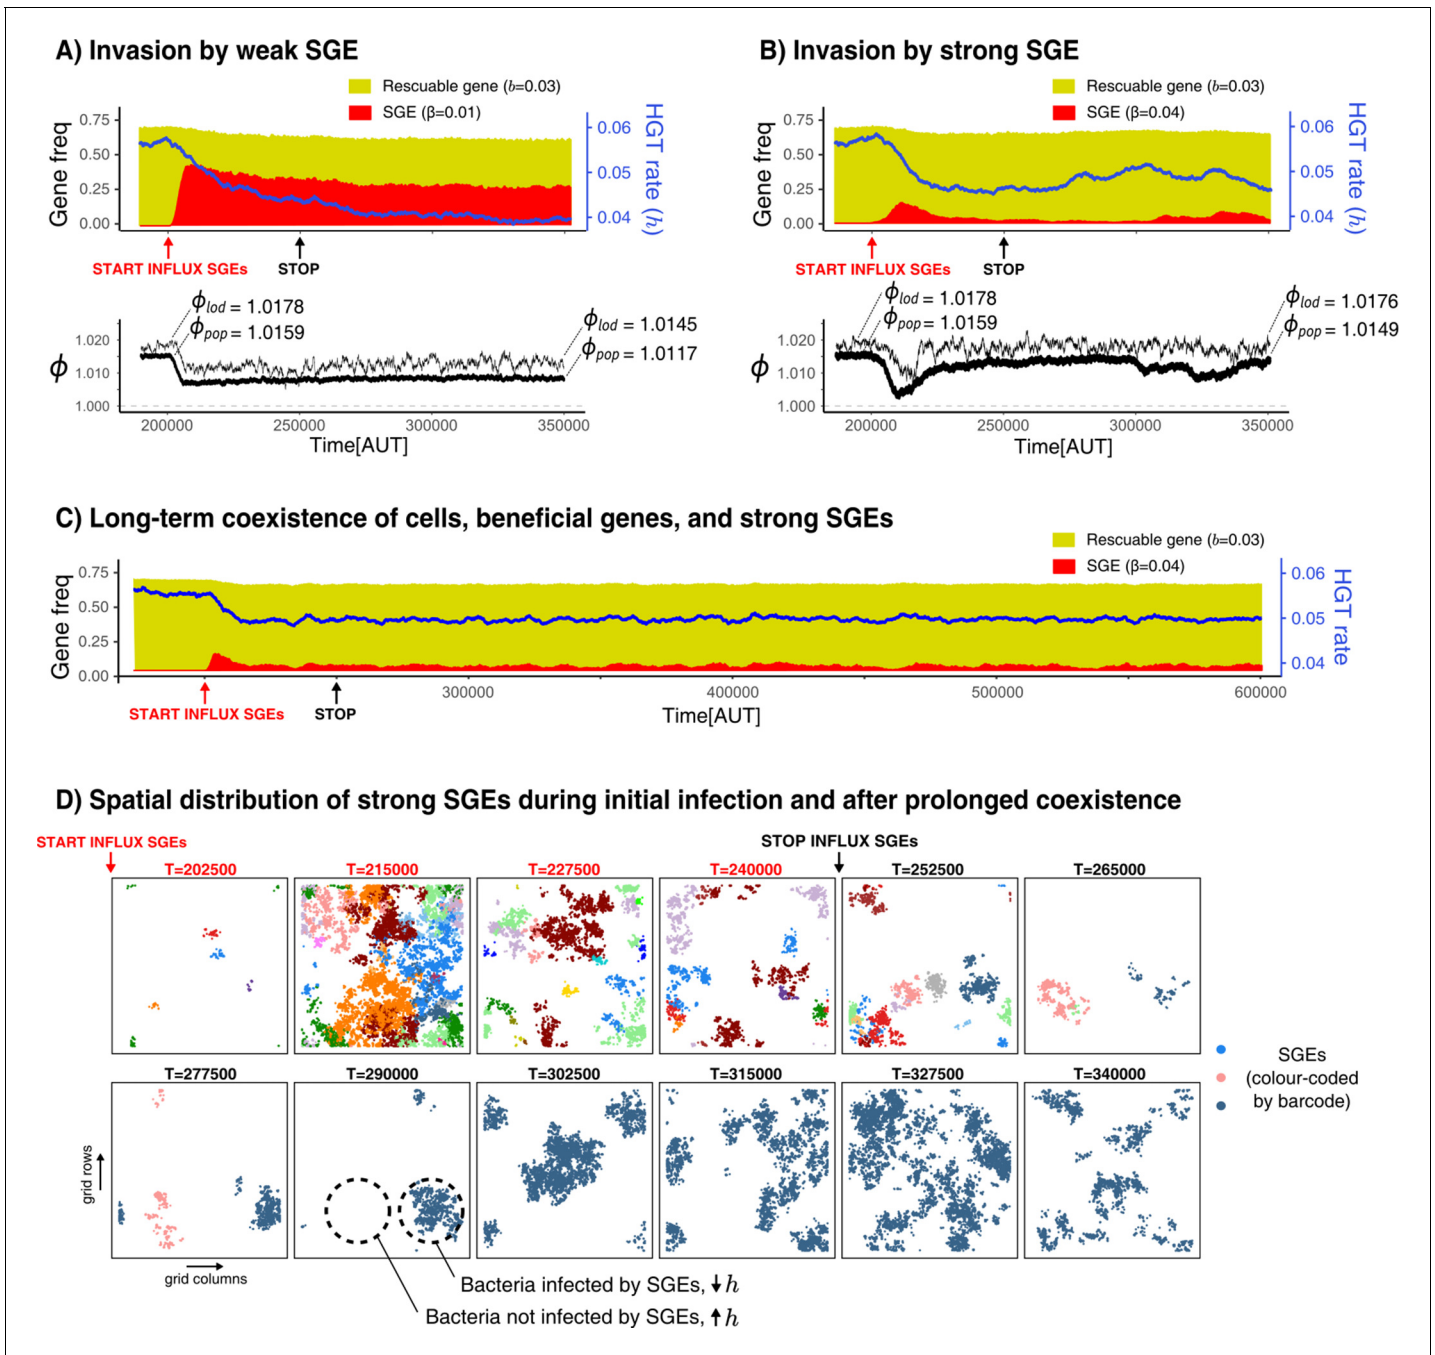 A) Invasion by weak SGE
Rescuable gene (b=0.03)
SGE (β=0.01)
Gene freq
0.75
0.50
0.25
0.00
HGT rate (h)
0.06
0.05
0.04
START INFLUX SGEs
STOP
ϕlod = 1.0178
ϕpop = 1.0159
ϕlod = 1.0145
ϕpop = 1.0117
ϕ
1.020
1.010
1.000
200000 250000 300000 350000
Time[AUT]
B) Invasion by strong SGE
Rescuable gene (b=0.03)
SGE (β=0.04)
Gene freq
0.75
0.50
0.25
0.00
HGT rate (h)
0.06
0.05
0.04
START INFLUX SGEs
STOP
ϕlod = 1.0178
ϕpop = 1.0159
ϕlod = 1.0176
ϕpop = 1.0149
ϕ
1.020
1.010
1.000
200000 250000 300000 350000
Time[AUT]
C) Long-term coexistence of cells, beneficial genes, and strong SGEs
Rescuable gene (b=0.03)
SGE (β=0.04)
Gene freq
0.75
0.50
0.25
0.00
HGT rate
0.06
0.05
0.04
300000 400000 500000 600000
START INFLUX SGEs
STOP
Time[AUT]
D) Spatial distribution of strong SGEs during initial infection and after prolonged coexistence
START INFLUX SGEs
STOP INFLUX SGEs
T=202500 T=215000 T=227500 T=240000 T=252500 T=265000
SGEs
(colour-coded
by barcode)
T=277500 T=290000 T=302500 T=315000 T=327500 T=340000
grid rows
grid columns
Bacteria infected by SGEs, ↓h
Bacteria not infected by SGEs, ↑h